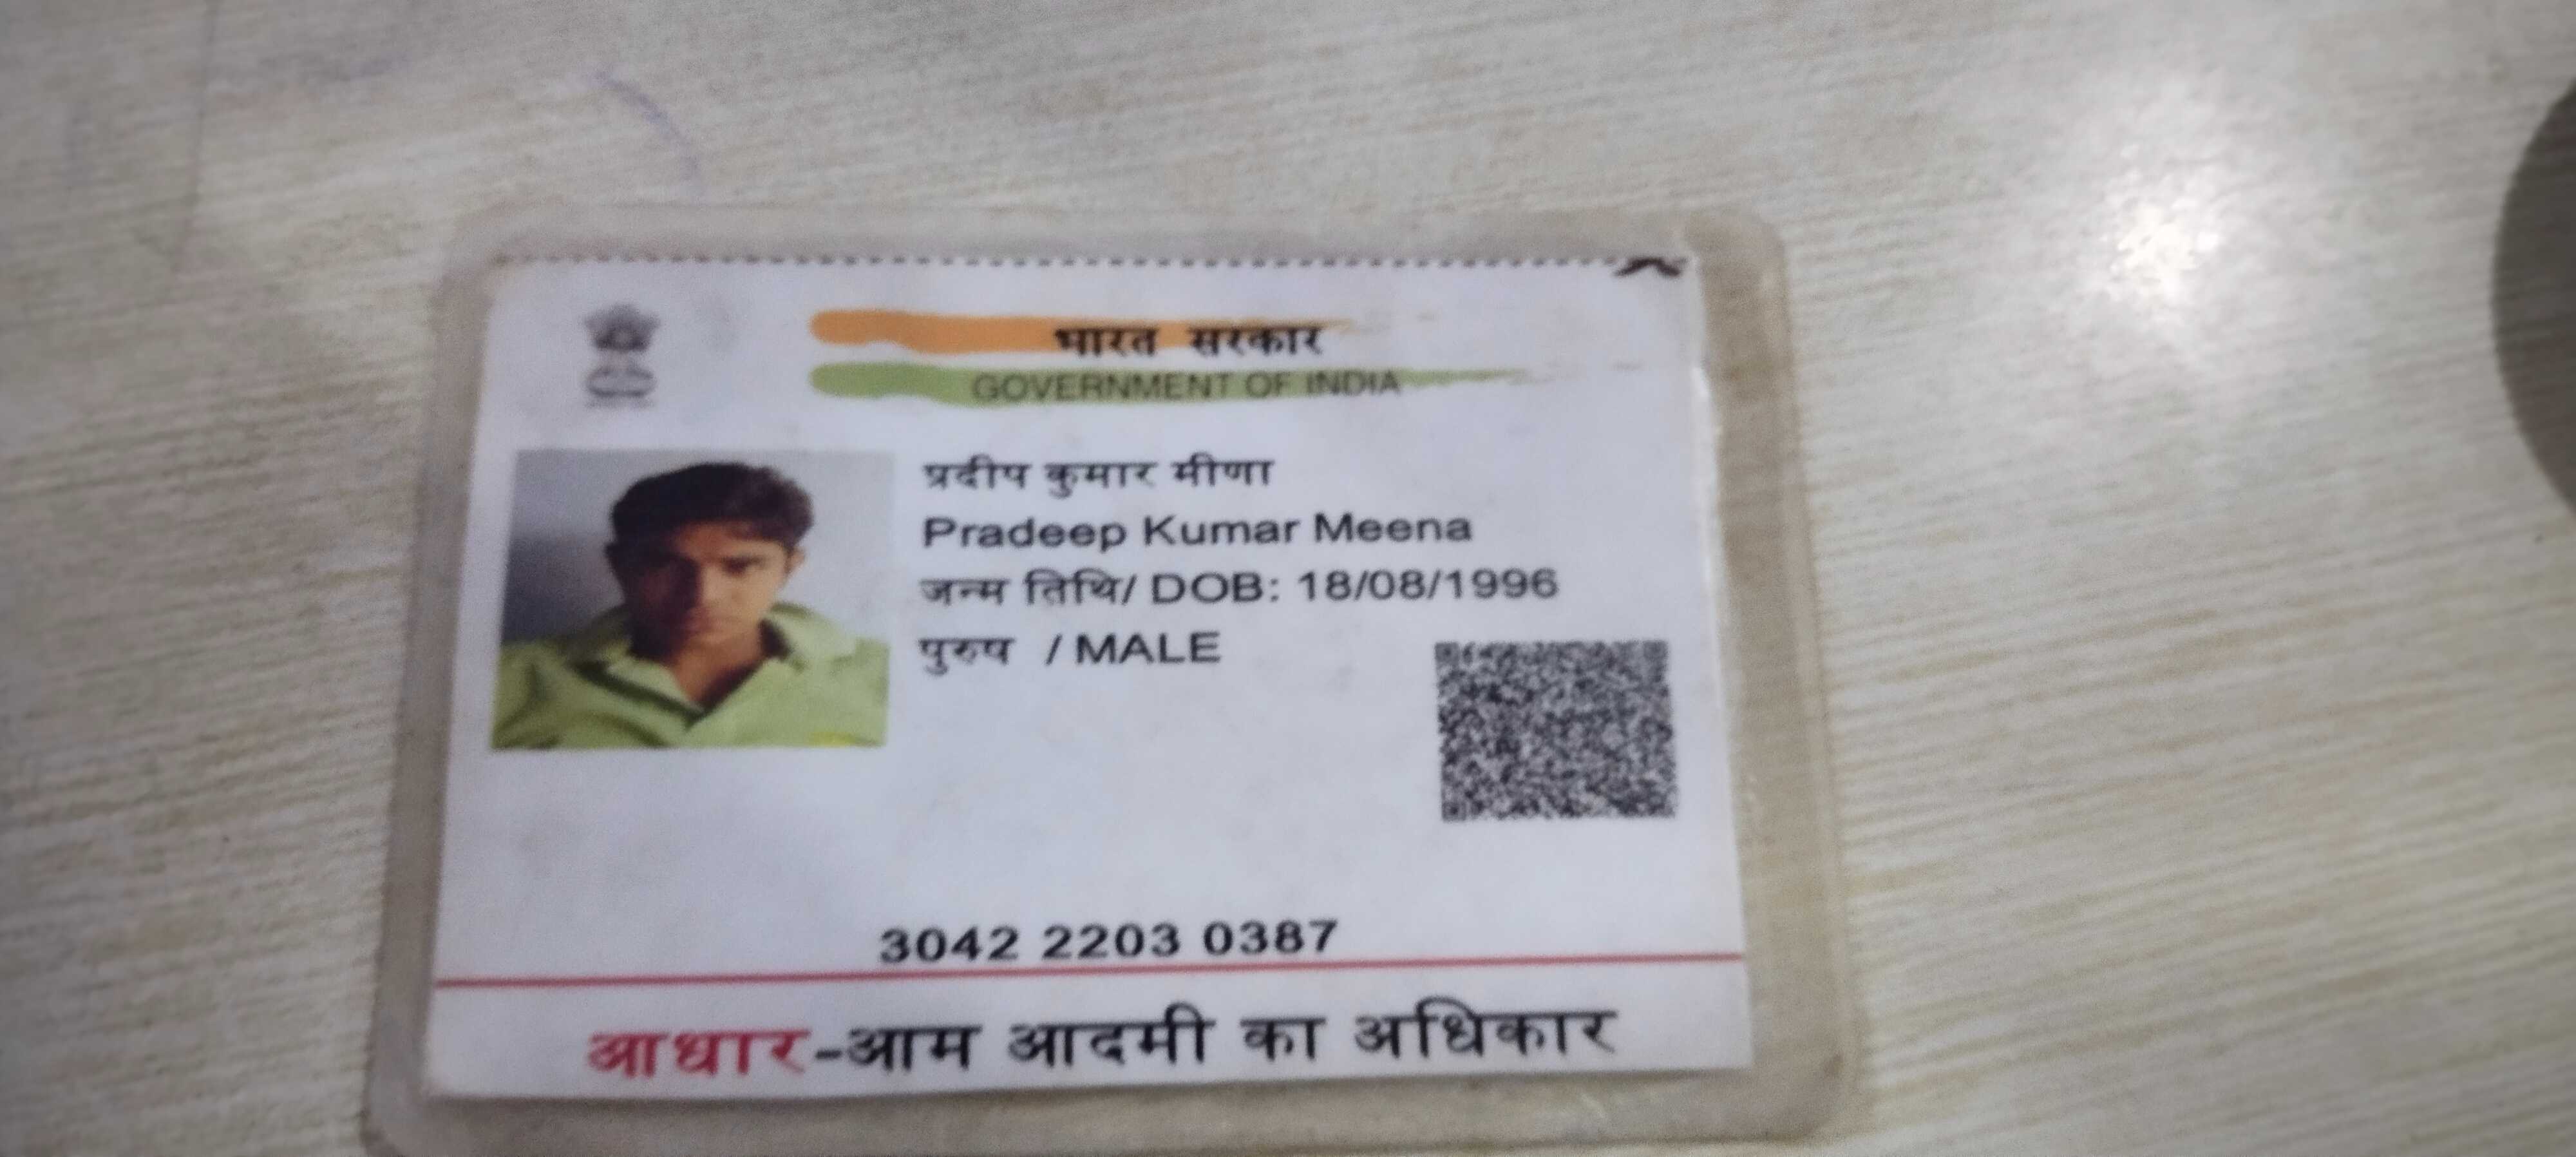 भारत सरकार
GOVERNMENT OF INDIA
प्रदीप कुमार मीणा
Pradeep Kumar Meena
जन्म तिथि/ DOB: 18/08/1996
पुरुष / MALE
3042 2203 0387
आधार-आम आदमी का अधिकार